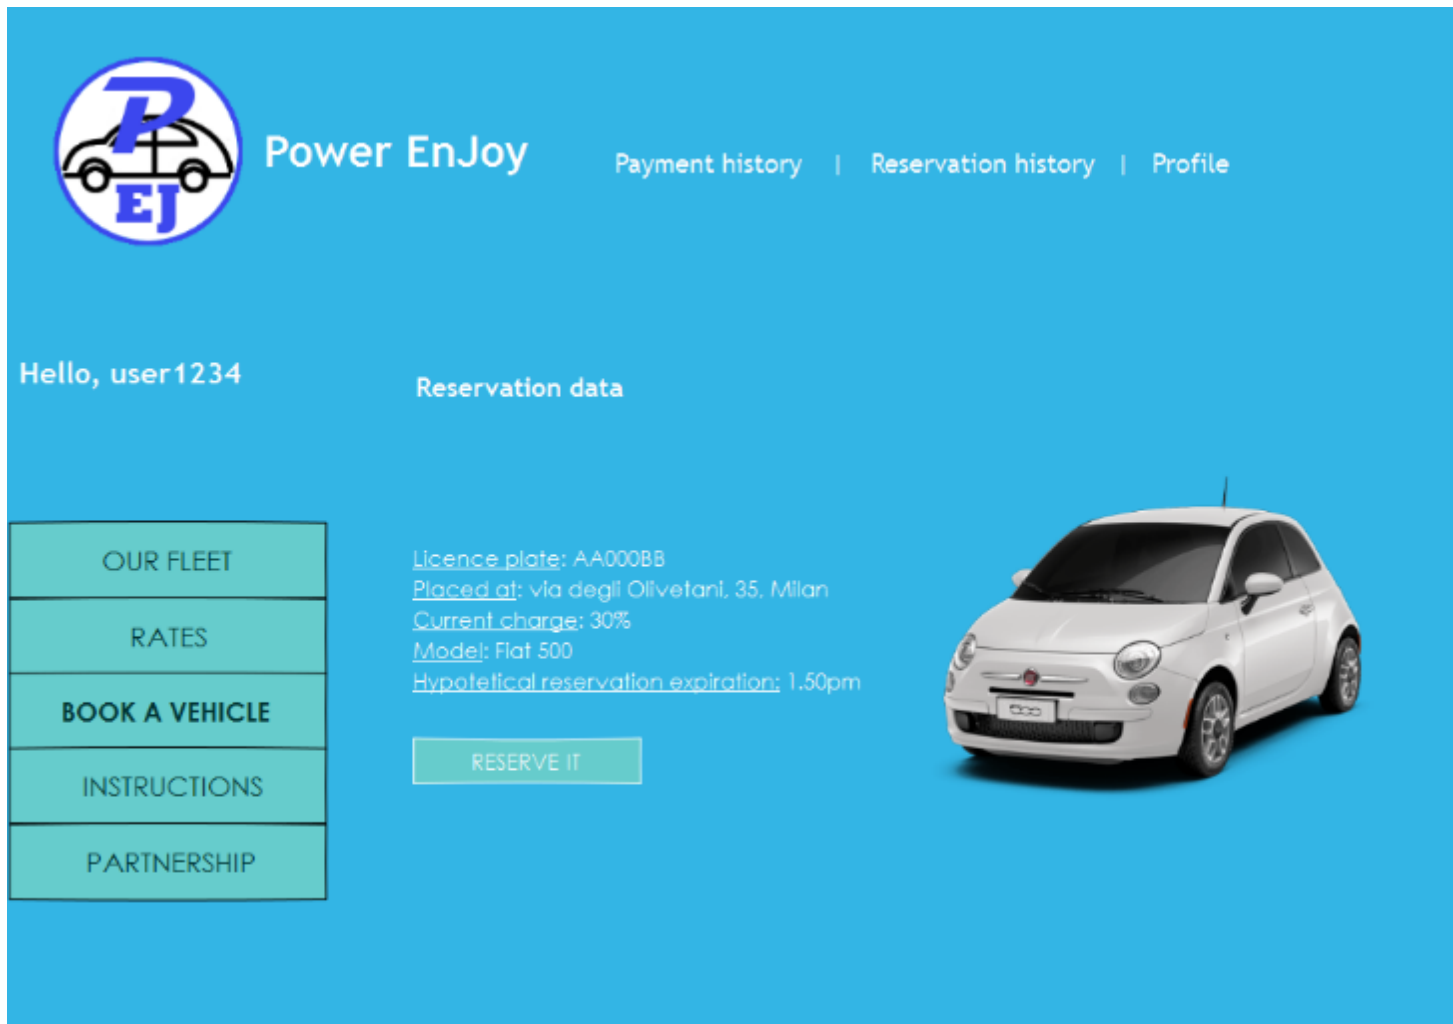 P
EJ
Power EnJoy
Payment history | Reservation history | Profile
Hello, user1234
Reservation data
OUR FLEET
RATES
BOOK A VEHICLE
INSTRUCTIONS
PARTNERSHIP
Licence plate: AA000BB
Placed at: via degli Olivetani, 35, Milan
Current charge: 30%
Model: Fiat 500
Hypotetical reservation expiration: 1.50pm
RESERVE IT
500